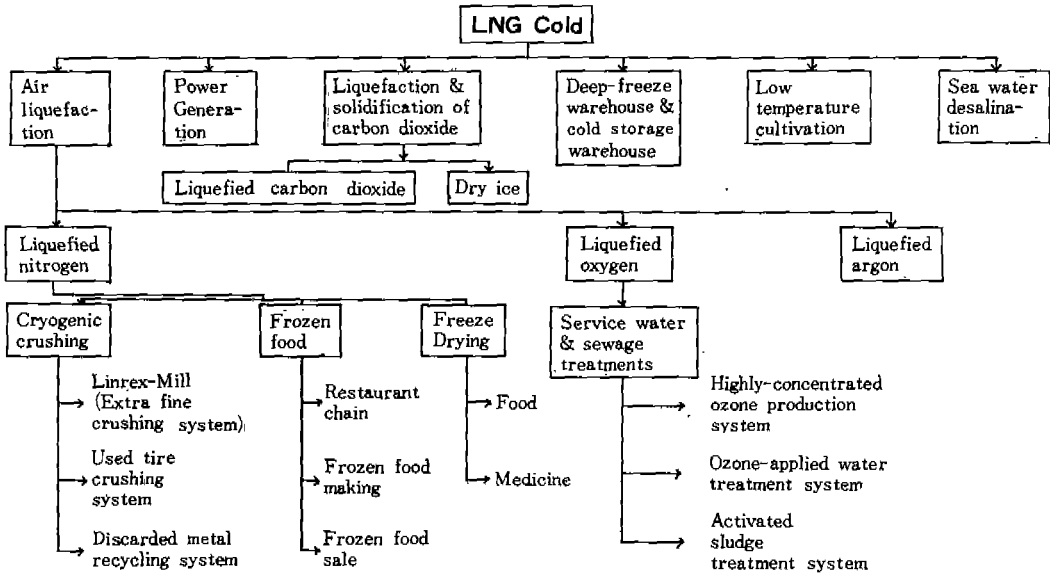 LNG Cold
Air
liquefac-
tion
Power
Genera-
tion
Liquefaction &
solidification of
carbon dioxide
Deep-freeze
warehouse &
cold storage
warehouse
Low
temperature
cultivation
Sea water
desalina-
tion
Liquefied carbon dioxide
Dry ice
Liquefied
nitrogen
Liquefied
oxygen
Liquefied
argon
Cryogenic
crushing
Frozen
food
Freeze
Drying
Service water
& sewage
treatments
Linrex-Mill
(Extra fine
crushing system)
Used tire
crushing
system
Discarded metal
recycling system
Restaurant
chain
Frozen food
making
Frozen food
sale
Food
Medicine
Highly-concentrated
ozone production
system
Ozone-applied water
treatment system
Activated
sludge
treatment system